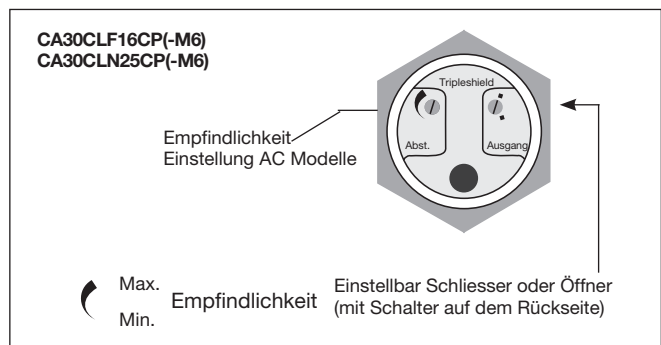 CA30CLF16CP(-M6)
CA30CLN25CP(-M6)
Tripleshield
Abst.
Ausgang
Empfindlichkeit
Einstellung AC Modelle
Max.
Min.
Empfindlichkeit
Einstellbar Schliesser oder Öffner
(mit Schalter auf dem Rückseite)